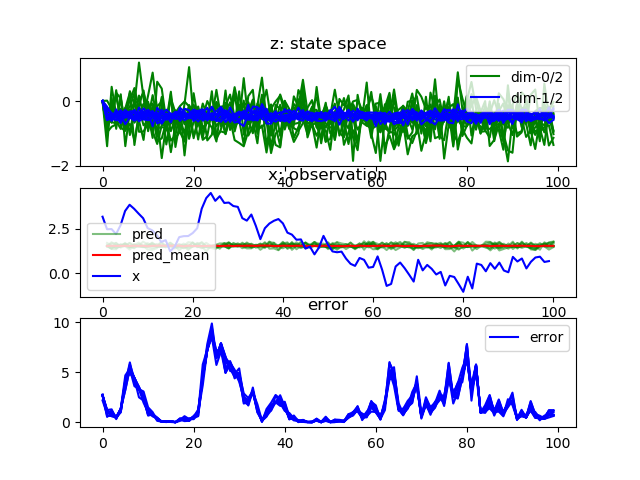 z: state space
0
−2
dim-0/2
dim-1/2
0 20 40 60 80 100
x: observation
2.5
0.0
pred
pred_mean
x
0 20 40 60 80 100
error
10
5
0
error
0 20 40 60 80 100